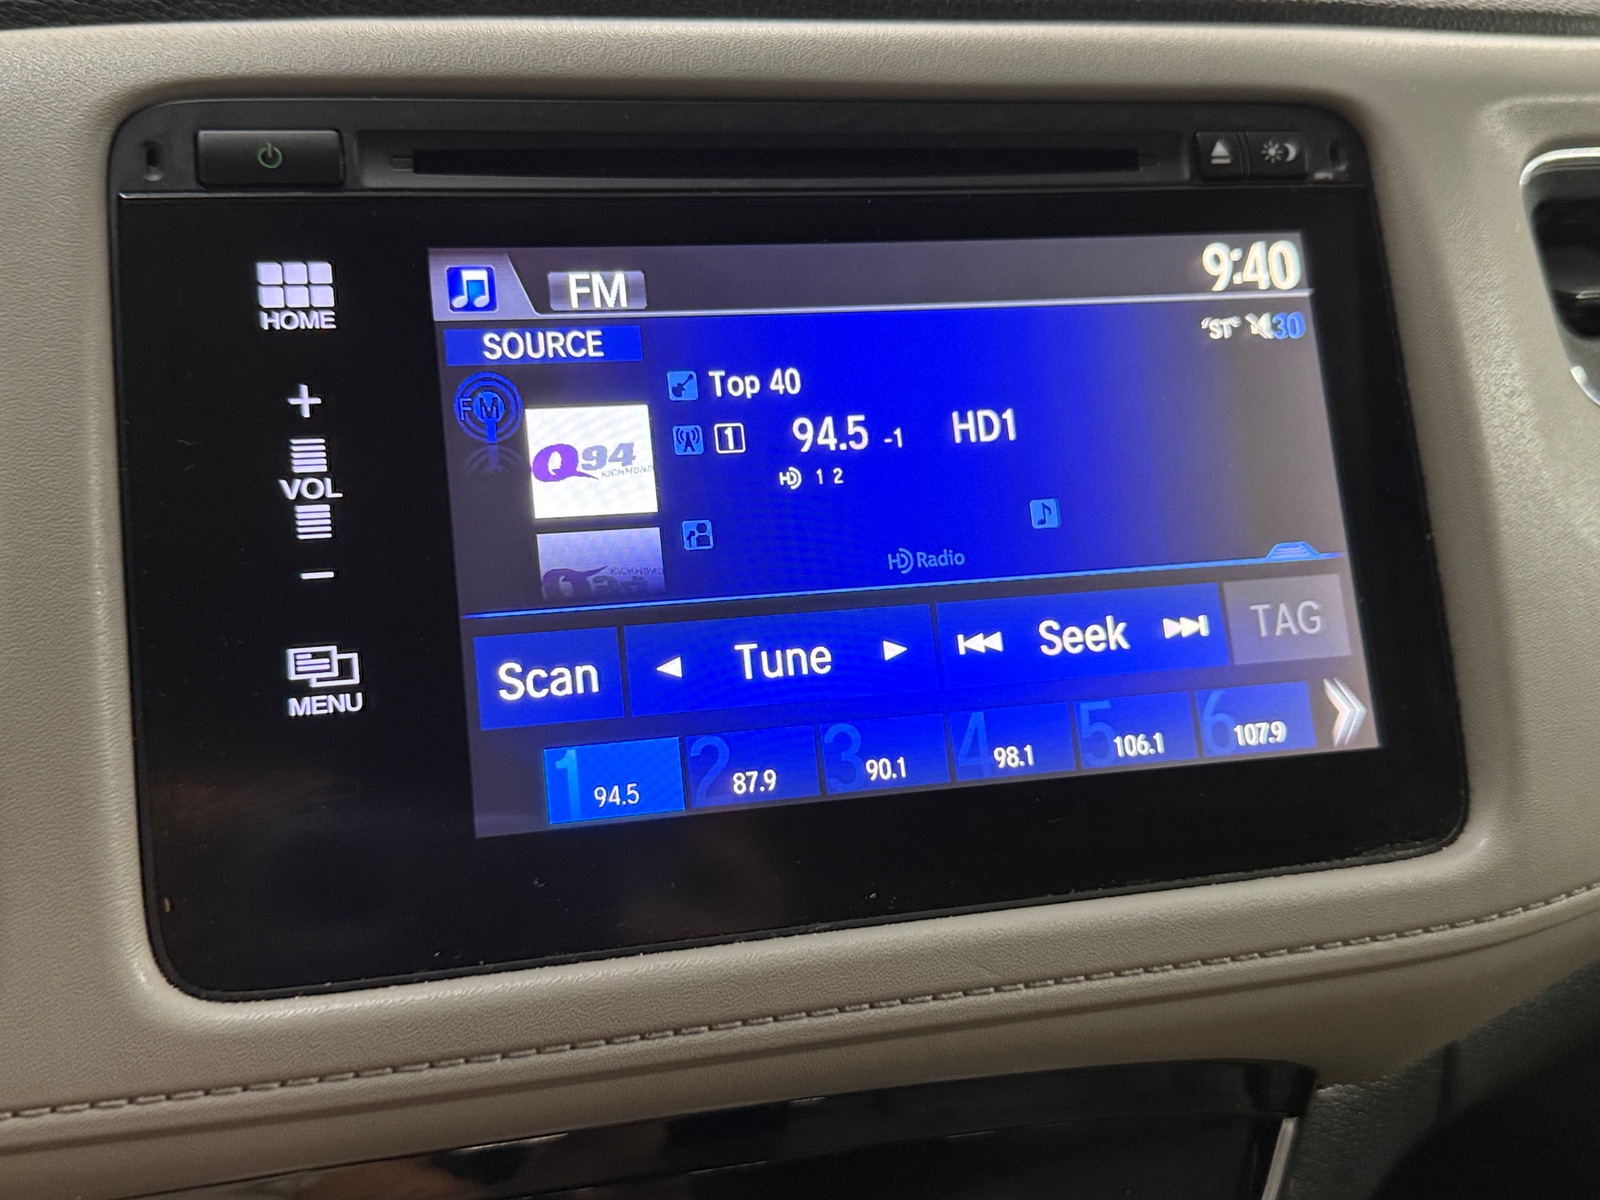 HOME
VOL
MENU
FM
9:40
SOURCE
"ST" 30
FM
Top 40
Q94
RICHMOND
1 94.5 -1 HD1
HD 1 2
HD Radio
Scan
Tune
Seek
TAG
1 94.5
2 87.9
3 90.1
4 98.1
5 106.1
6 107.9